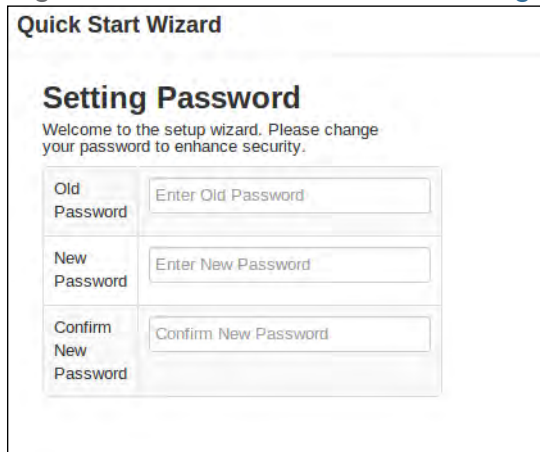 Quick Start Wizard
Setting Password
Welcome to the setup wizard. Please change
your password to enhance security.
Old
Password
Enter Old Password
New
Password
Enter New Password
Confirm
New
Password
Confirm New Password